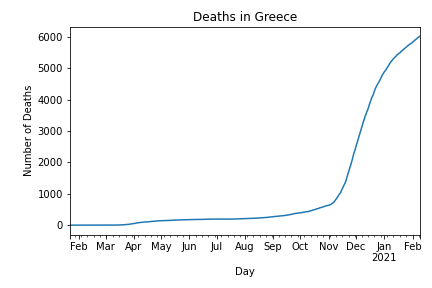 Deaths in Greece
Number of Deaths
6000
5000
4000
3000
2000
1000
0
Feb Mar Apr May Jun Jul Aug Sep Oct Nov Dec Jan Feb
2021
Day